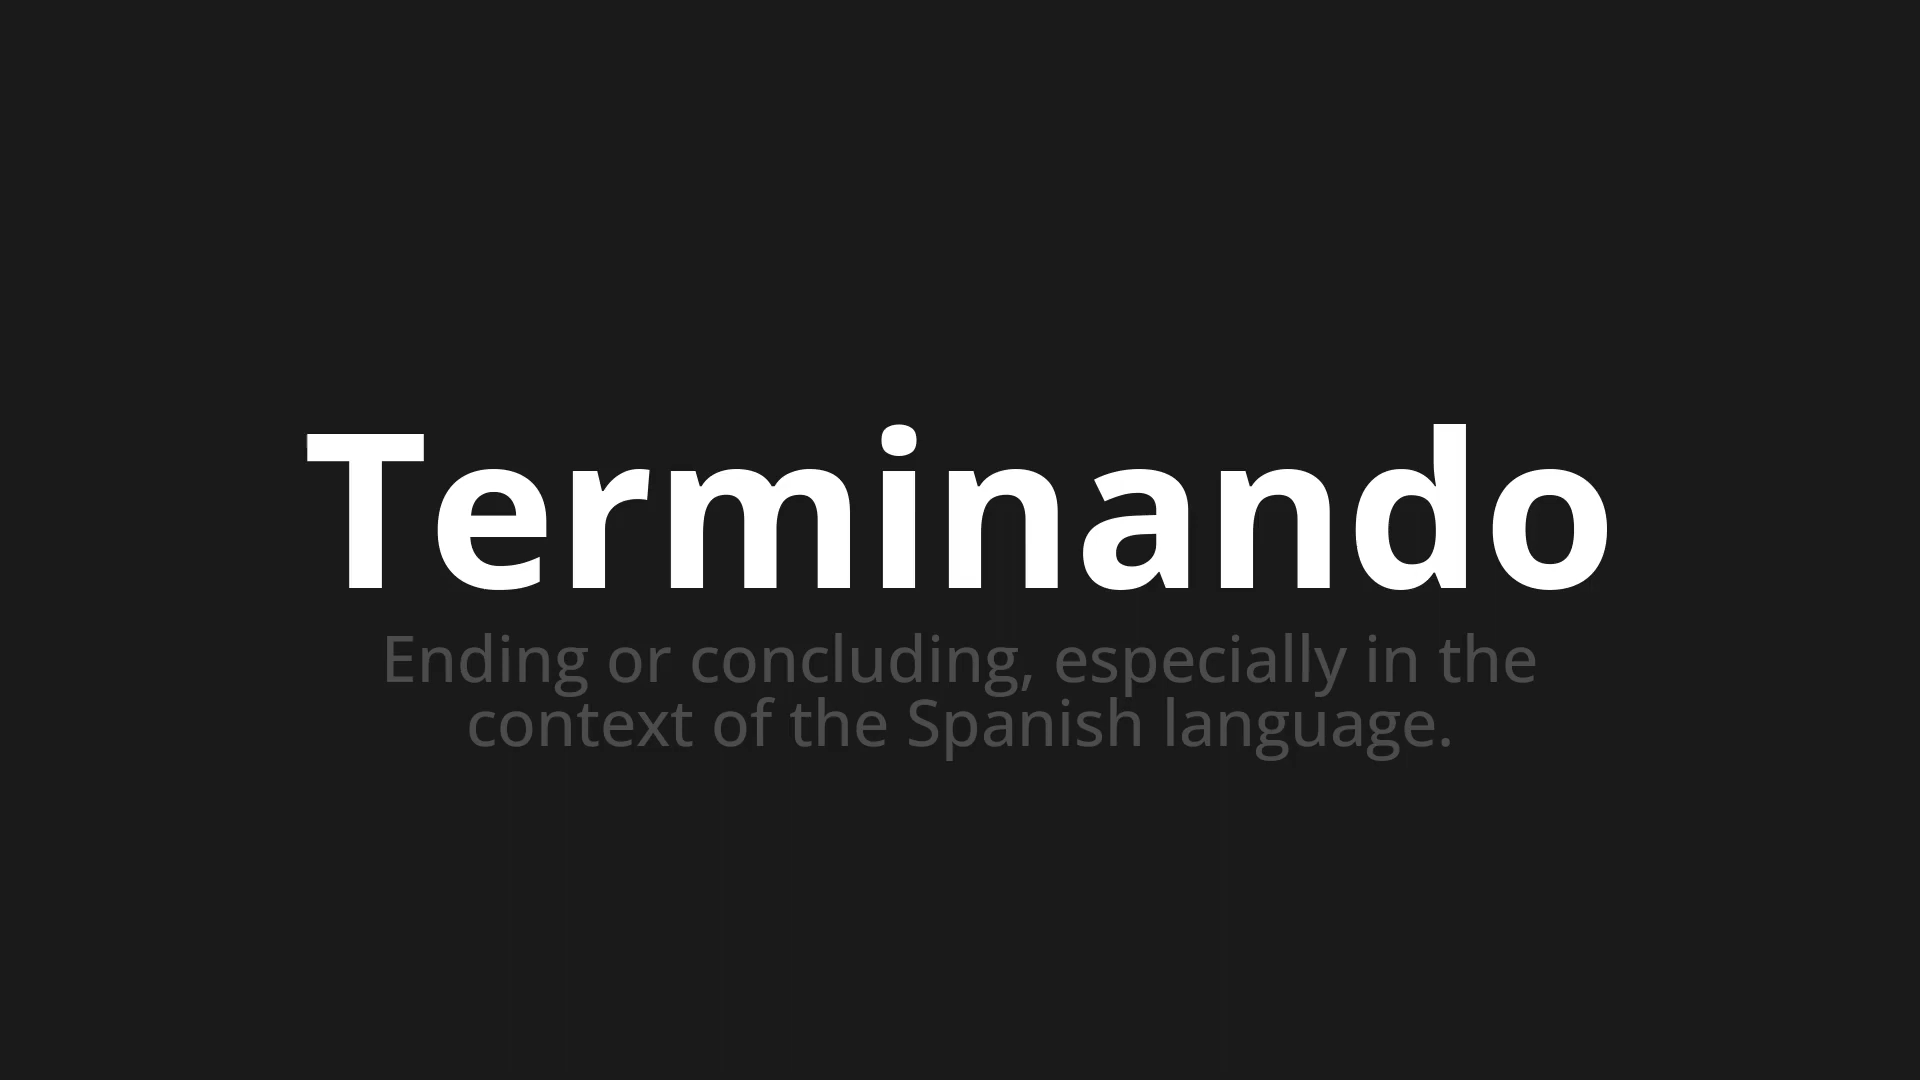 Terminando
Ending or concluding, especially in the
context of the Spanish language.